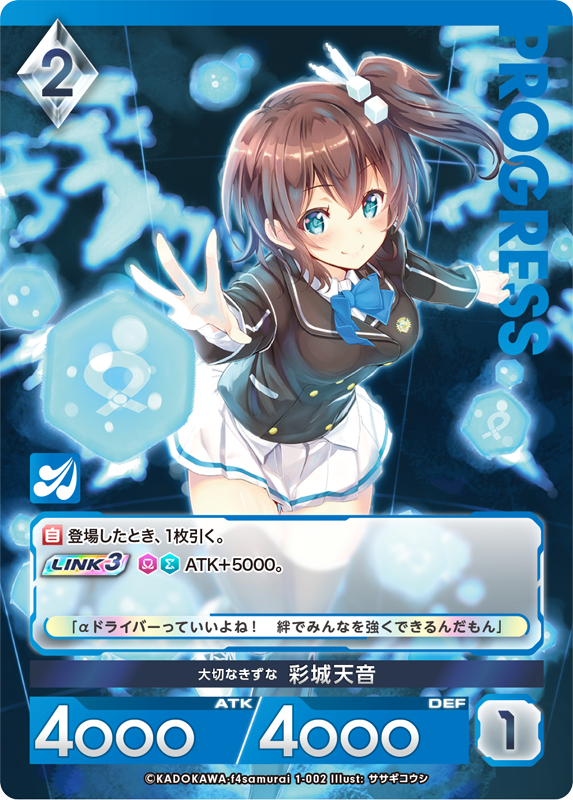 2
PROGRESS
自 登場したとき、1枚引く。
LINK3 Ω Σ ATK+5000。
「αドライバーっていいよね！　絆でみんなを強くできるんだもん」
大切なきずな 彩城天音
ATK DEF
4000 / 4000 1
©KADOKAWA-f4samurai 1-002 Illust: ササギコウシ